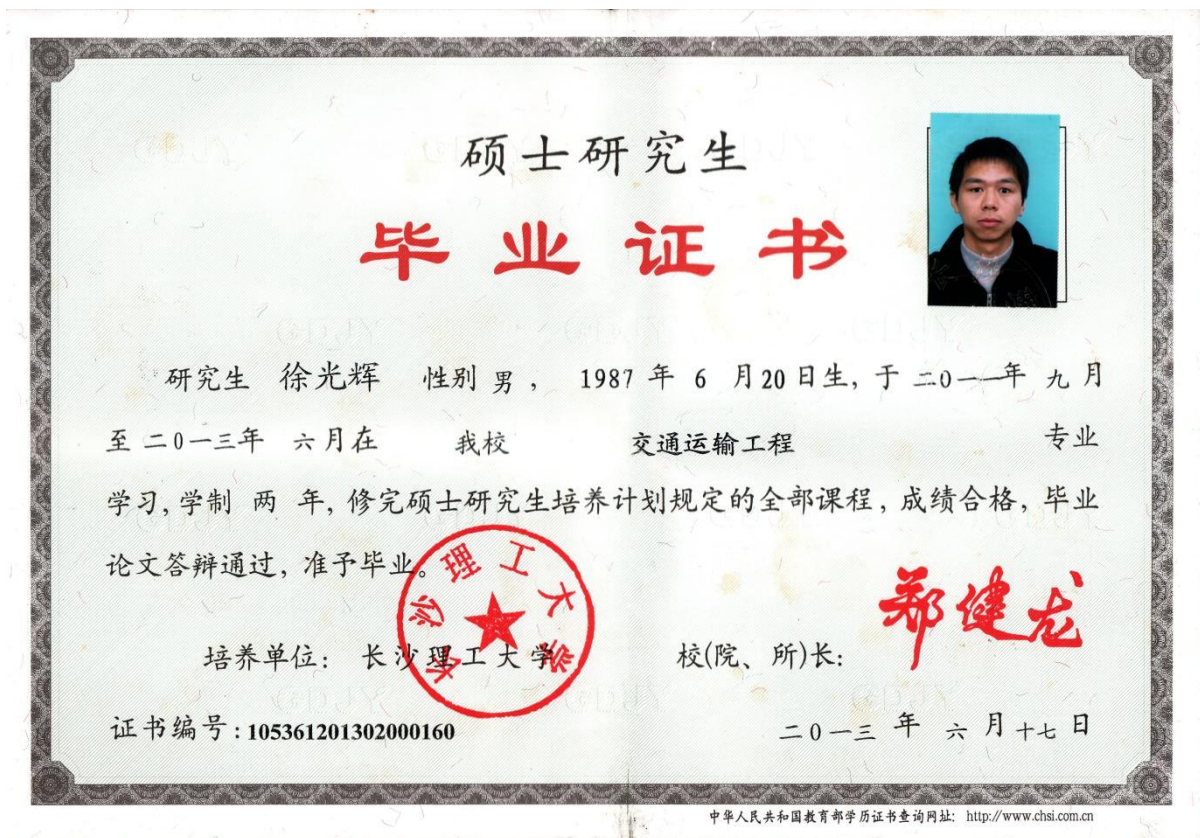 硕士研究生
毕业证书
研究生 徐光辉 性别 男， 1987 年 6 月 20 日生，于 二0一一年 九月
至 二0一三年 六月在 我校 交通运输工程 专业
学习，学制 两 年，修完硕士研究生培养计划规定的全部课程，成绩合格，毕业
论文答辩通过，准予毕业。
长沙理工大学
郑健龙
培养单位： 长沙理工大学 校(院、所)长：
证书编号：105361201302000160 二0一三 年 六 月 十七 日
中华人民共和国教育部学历证书查询网址： http://www.chsi.com.cn